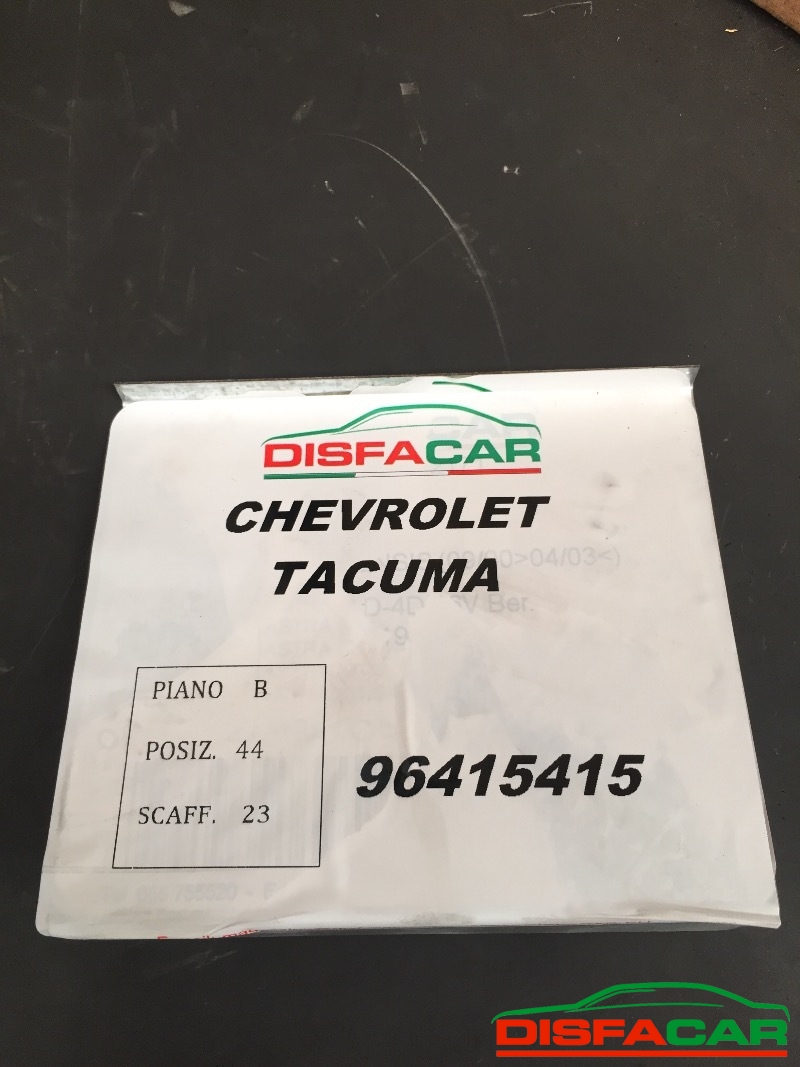 DISFACAR
CHEVROLET
TACUMA
PIANO B
POSIZ. 44
SCAFF. 23
96415415
DISFACAR